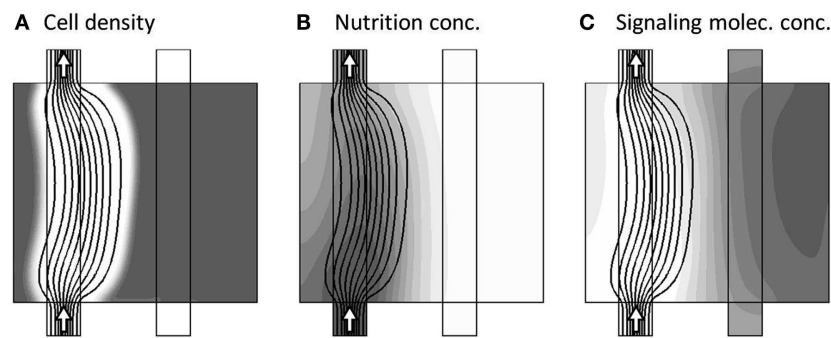 A Cell density
B Nutrition conc.
C Signaling molec. conc.